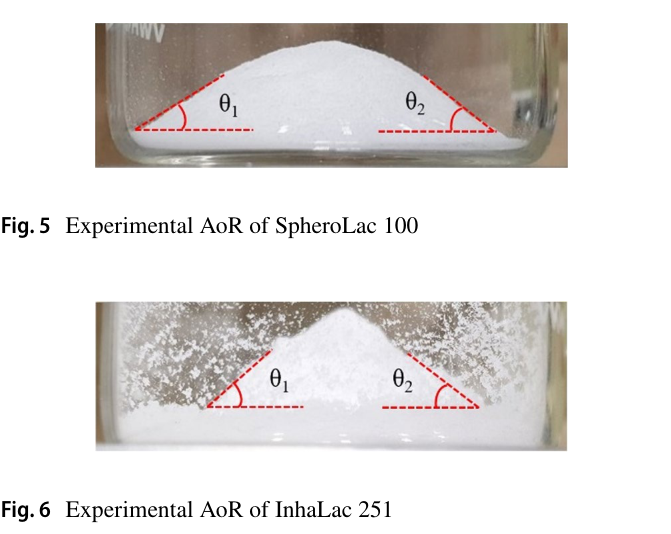 θ1
θ2
Fig. 5 Experimental AoR of SpheroLac 100
θ1
θ2
Fig. 6 Experimental AoR of InhaLac 251